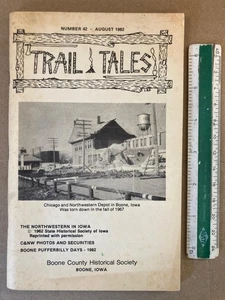 NUMBER 42 - AUGUST 1982
TRAIL TALES
Chicago and Northwestern Depot in Boone, Iowa
Was torn down in the fall of 1967
THE NORTHWESTERN IN IOWA
© 1982 State Historical Society of Iowa
Reprinted with permission
C&NW PHOTOS AND SECURITIES
BOONE PUFFERBILLY DAYS - 1982
Boone County Historical Society
BOONE, IOWA